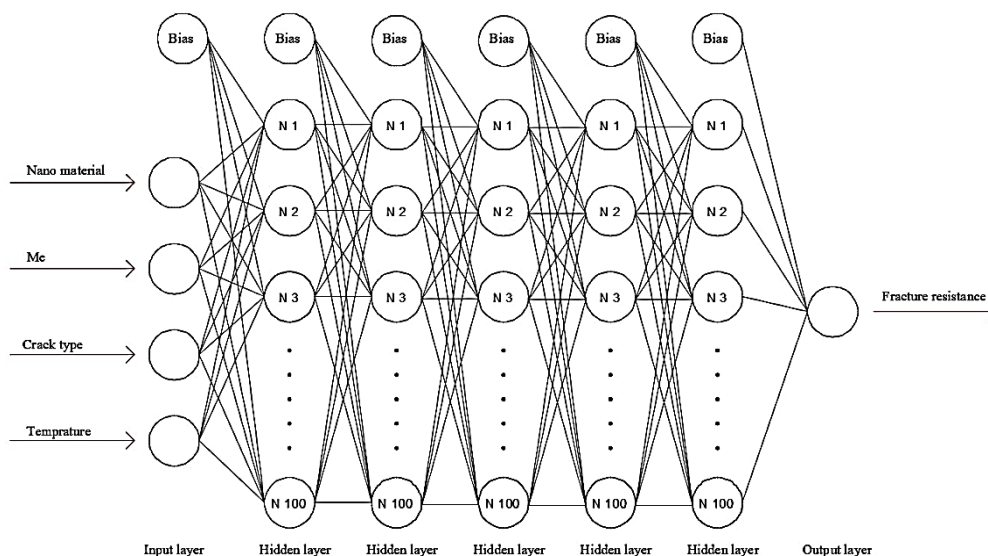 Bias Bias Bias Bias Bias Bias
N 1 N 1 N 1 N 1 N 1
Nano material
N 2 N 2 N 2 N 2 N 2
Me
N 3 N 3 N 3 N 3 N 3
Fracture resistance
Crack type
Temprature
N 100 N 100 N 100 N 100 N 100
Input layer Hidden layer Hidden layer Hidden layer Hidden layer Hidden layer Output layer